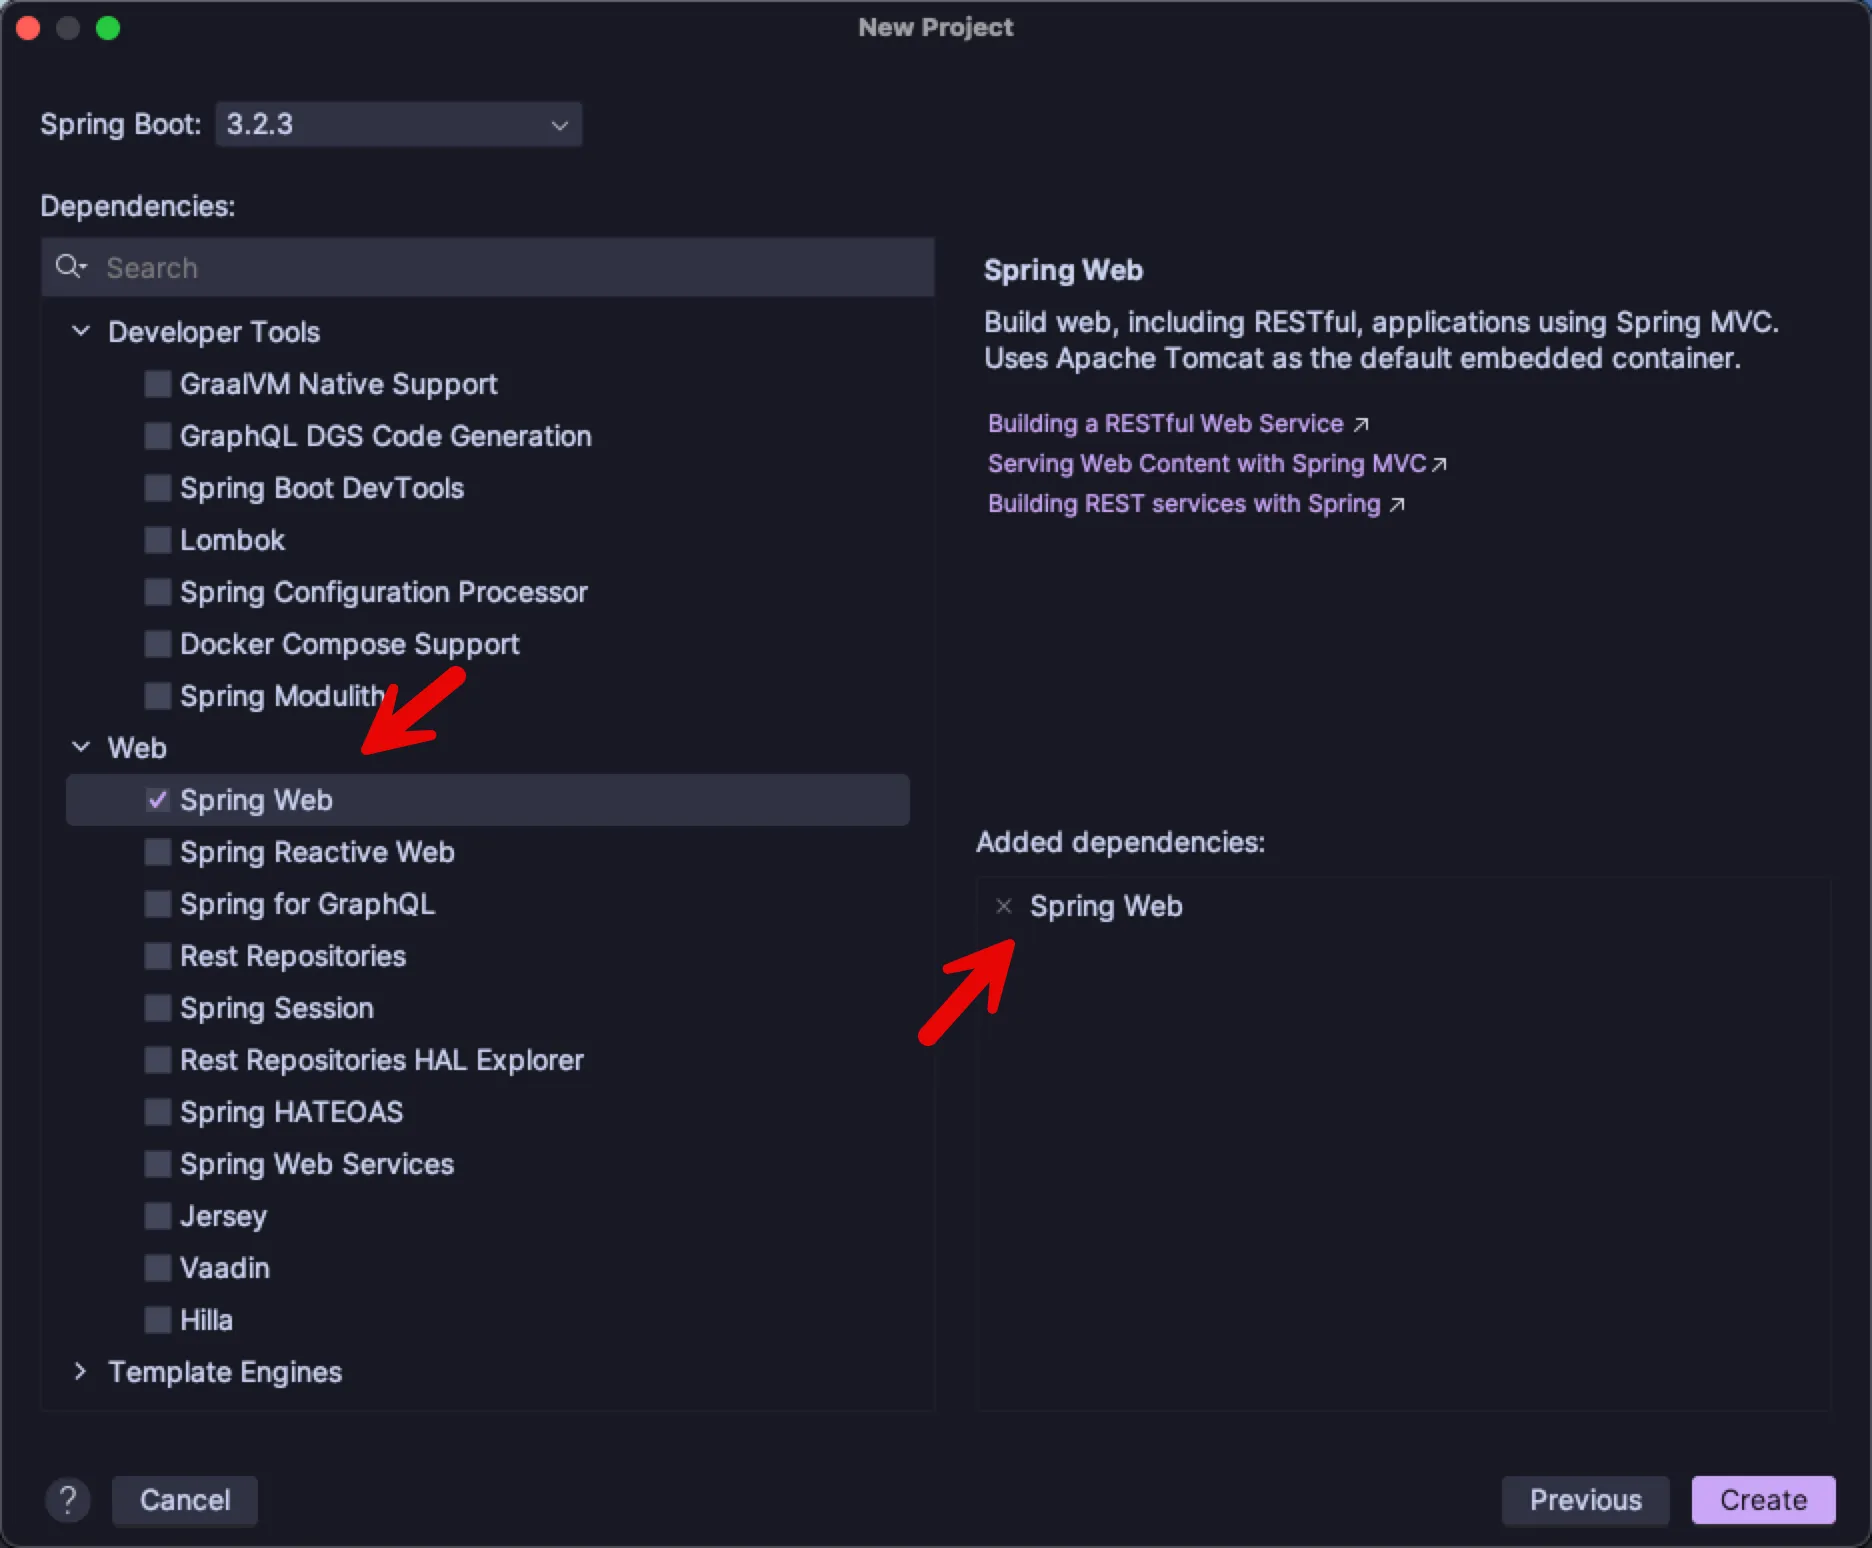 New Project
Spring Boot: 3.2.3
Dependencies:
Search
Developer Tools
GraalVM Native Support
GraphQL DGS Code Generation
Spring Boot DevTools
Lombok
Spring Configuration Processor
Docker Compose Support
Spring Modulith
Web
Spring Web
Spring Reactive Web
Spring for GraphQL
Rest Repositories
Spring Session
Rest Repositories HAL Explorer
Spring HATEOAS
Spring Web Services
Jersey
Vaadin
Hilla
Template Engines
Spring Web
Build web, including RESTful, applications using Spring MVC.
Uses Apache Tomcat as the default embedded container.
Building a RESTful Web Service ↗
Serving Web Content with Spring MVC ↗
Building REST services with Spring ↗
Added dependencies:
× Spring Web
? Cancel Previous Create